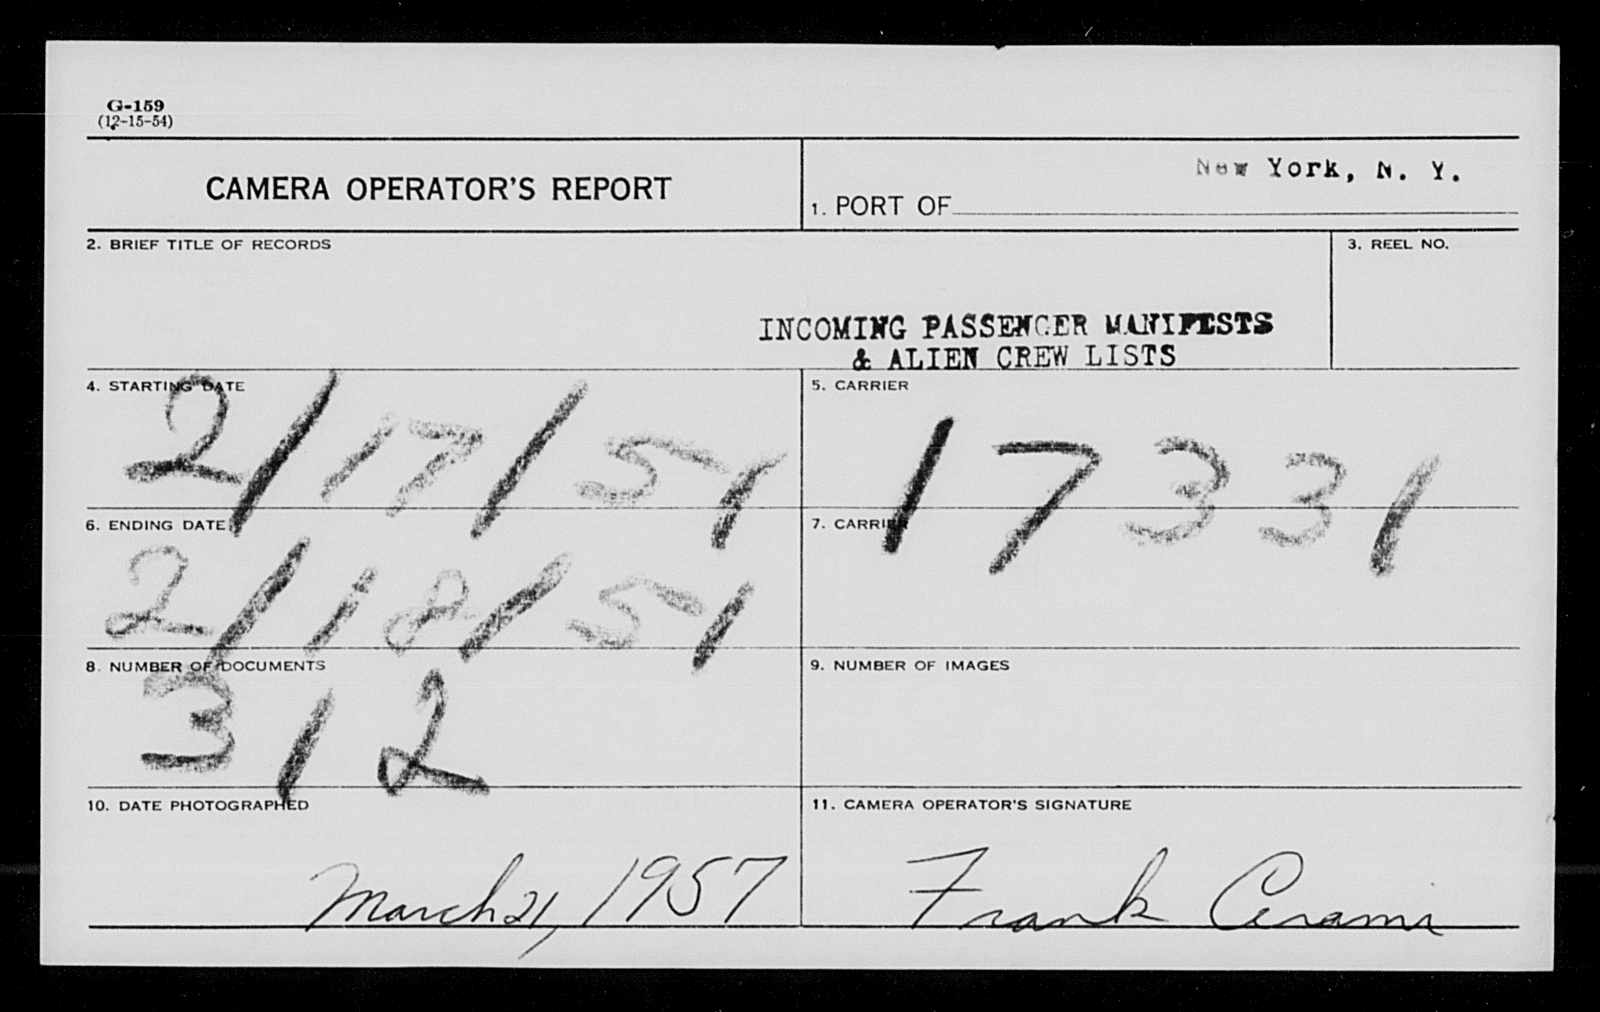 G-159
(12-15-54)
CAMERA OPERATOR'S REPORT
New York, N. Y.
1. PORT OF
2. BRIEF TITLE OF RECORDS
3. REEL NO.
INCOMING PASSENGER MANIFESTS
& ALIEN CREW LISTS
4. STARTING DATE
2/17/51
5. CARRIER
17331
6. ENDING DATE
2/18/51
7. CARRIER
8. NUMBER OF DOCUMENTS
312
9. NUMBER OF IMAGES
10. DATE PHOTOGRAPHED
March 21, 1957
11. CAMERA OPERATOR'S SIGNATURE
Frank Cerami